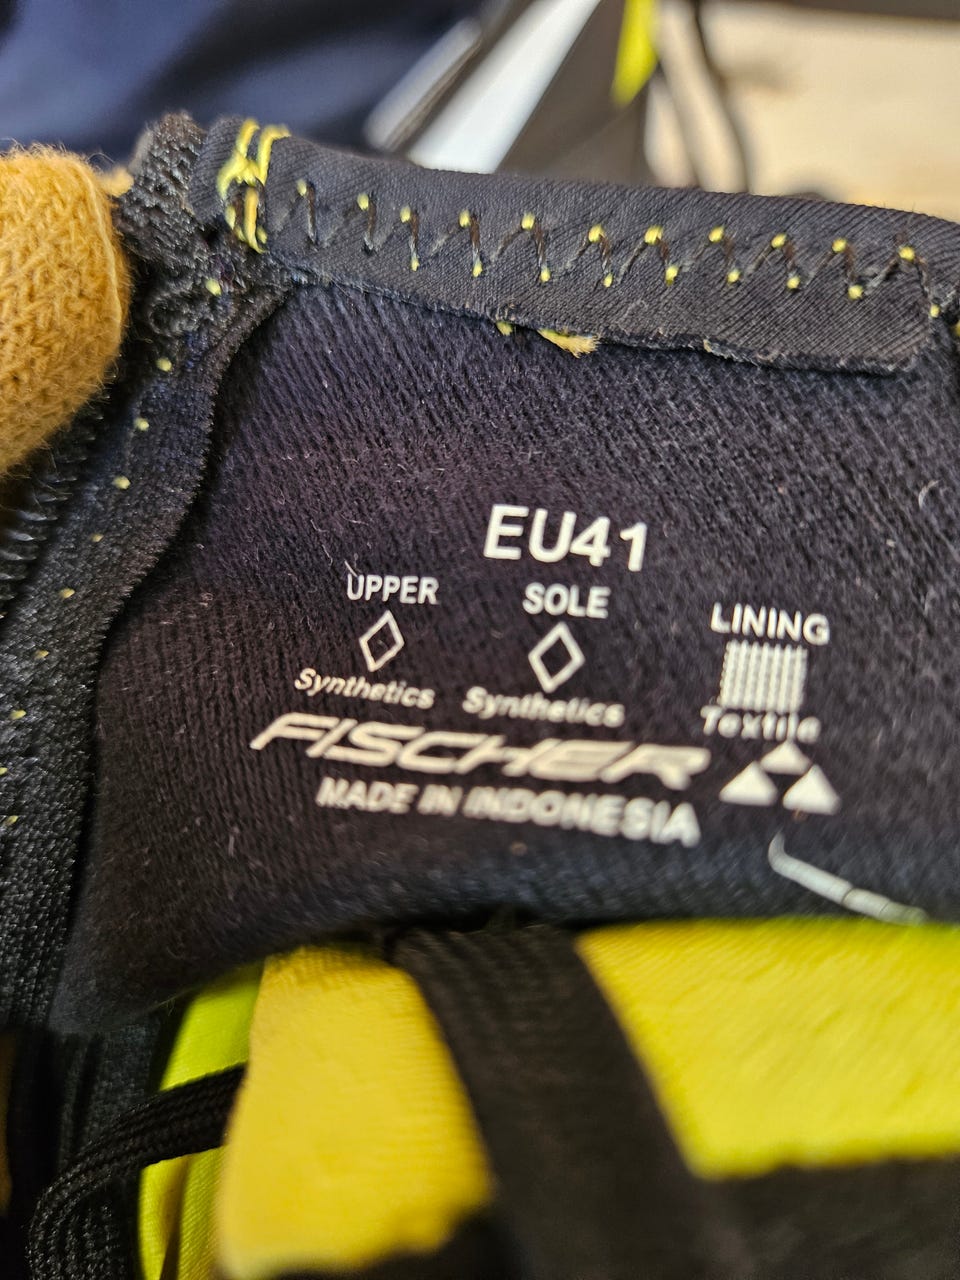 EU41
UPPER SOLE LINING
Synthetics Synthetics Textile
FISCHER
MADE IN INDONESIA